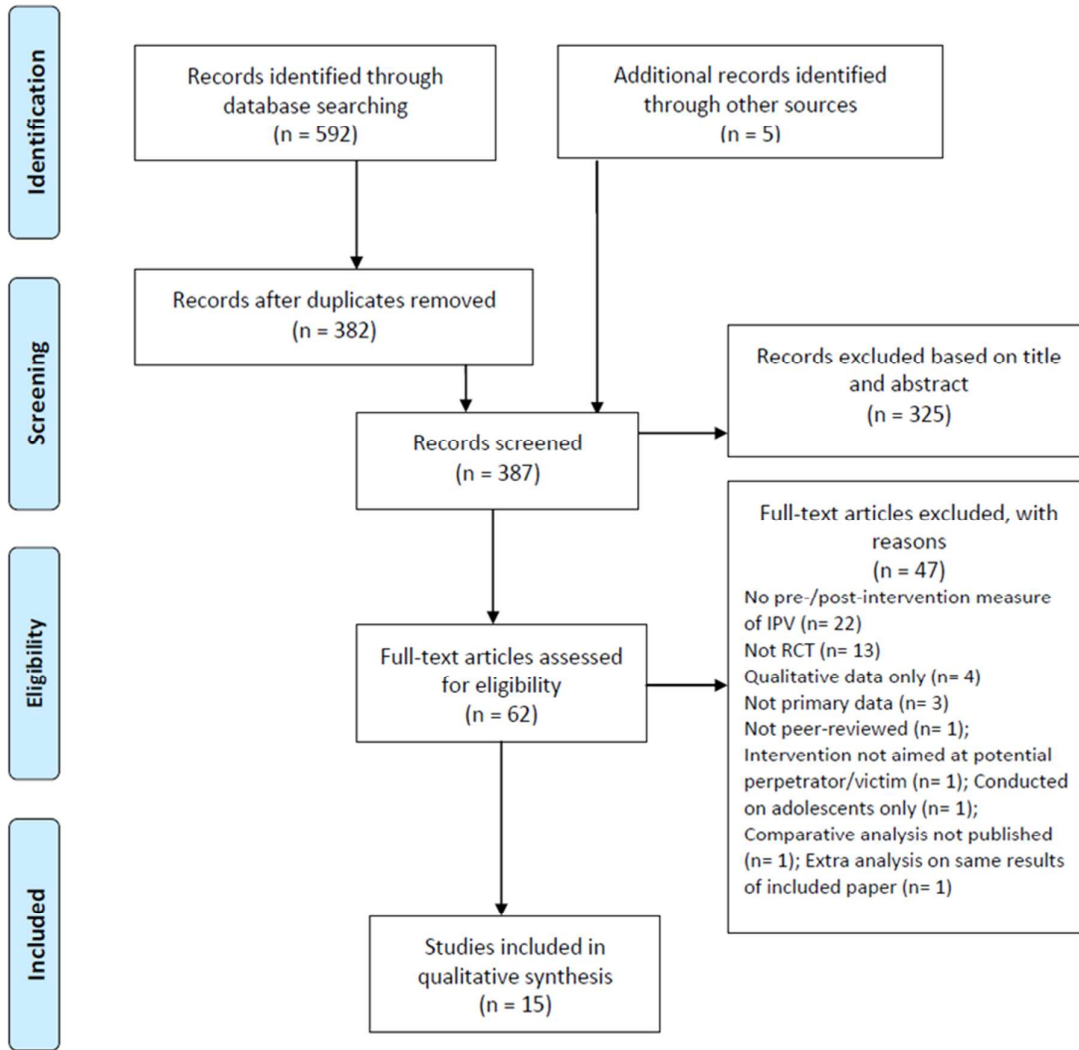 Identification
Records identified through
database searching
(n = 592)
Additional records identified
through other sources
(n = 5)
Screening
Records after duplicates removed
(n = 382)
Records excluded based on title
and abstract
(n = 325)
Records screened
(n = 387)
Eligibility
Full-text articles assessed
for eligibility
(n = 62)
Full-text articles excluded, with
reasons
(n = 47)
No pre-/post-intervention measure
of IPV (n= 22)
Not RCT (n= 13)
Qualitative data only (n= 4)
Not primary data (n= 3)
Not peer-reviewed (n= 1);
Intervention not aimed at potential
perpetrator/victim (n= 1); Conducted
on adolescents only (n= 1);
Comparative analysis not published
(n= 1); Extra analysis on same results
of included paper (n= 1)
Included
Studies included in
qualitative synthesis
(n = 15)